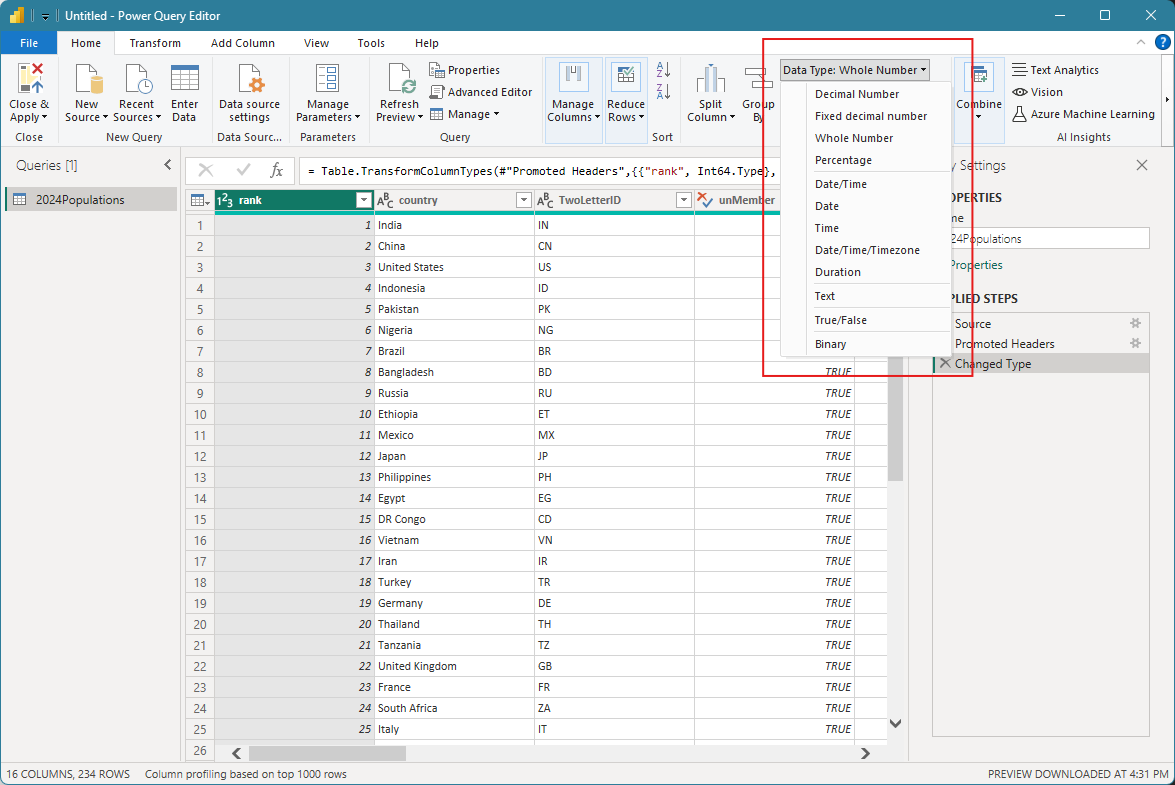 Untitled - Power Query Editor
File Home Transform Add Column View Tools Help
Close & Apply
Close
New Source
Recent Sources
Enter Data
New Query
Data source settings
Data Sourc...
Manage Parameters
Parameters
Refresh Preview
Properties
Advanced Editor
Manage
Query
Manage Columns
Reduce Rows
Sort
Split Column
Group By
Data Type: Whole Number
Decimal Number
Fixed decimal number
Whole Number
Percentage
Date/Time
Date
Time
Date/Time/Timezone
Duration
Text
True/False
Binary
Combine
Text Analytics
Vision
Azure Machine Learning
AI Insights
Queries [1]
2024Populations
fx = Table.TransformColumnTypes(#"Promoted Headers",{{"rank", Int64.Type},
rank country TwoLetterID unMember
1 1 India IN
2 2 China CN
3 3 United States US
4 4 Indonesia ID
5 5 Pakistan PK
6 6 Nigeria NG
7 7 Brazil BR
8 8 Bangladesh BD TRUE
9 9 Russia RU TRUE
10 10 Ethiopia ET TRUE
11 11 Mexico MX TRUE
12 12 Japan JP TRUE
13 13 Philippines PH TRUE
14 14 Egypt EG TRUE
15 15 DR Congo CD TRUE
16 16 Vietnam VN TRUE
17 17 Iran IR TRUE
18 18 Turkey TR TRUE
19 19 Germany DE TRUE
20 20 Thailand TH TRUE
21 21 Tanzania TZ TRUE
22 22 United Kingdom GB TRUE
23 23 France FR TRUE
24 24 South Africa ZA TRUE
25 25 Italy IT TRUE
26
y Settings
OPERTIES
me
24Populations
Properties
PLIED STEPS
Source
Promoted Headers
Changed Type
16 COLUMNS, 234 ROWS Column profiling based on top 1000 rows
PREVIEW DOWNLOADED AT 4:31 PM